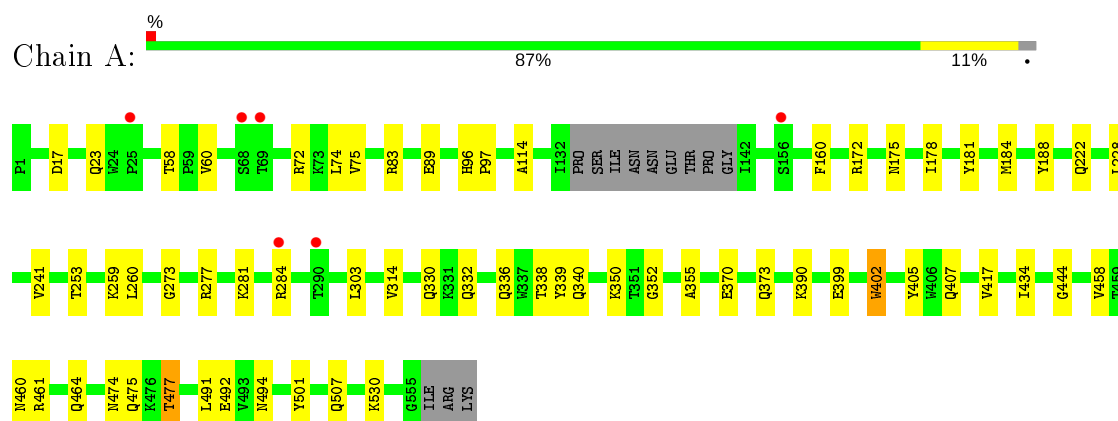 %
Chain A:
87% 11% •
P1 D17 Q23 W24 P25 T58 P59 V60 S68 T69 R72 K73 L74 V75 R83 E89 H96 P97 A114 I132 PRO SER ILE ASN ASN GLU THR PRO GLY I142 S156 F160 R172 N175 I178 Y181 M184 Y188 Q222 L228
V241 T253 K259 L260 G273 R277 K281 R284 T290 L303 V314 Q330 K331 Q332 Q336 W337 T338 Y339 Q340 K350 T351 G352 A355 E370 Q373 K390 E399 W402 Y405 W406 Q407 V417 I434 G444 V458 T459
N460 R461 Q464 N474 Q475 K476 T477 L491 E492 V493 N494 Y501 Q507 K530 G555 ILE ARG LYS